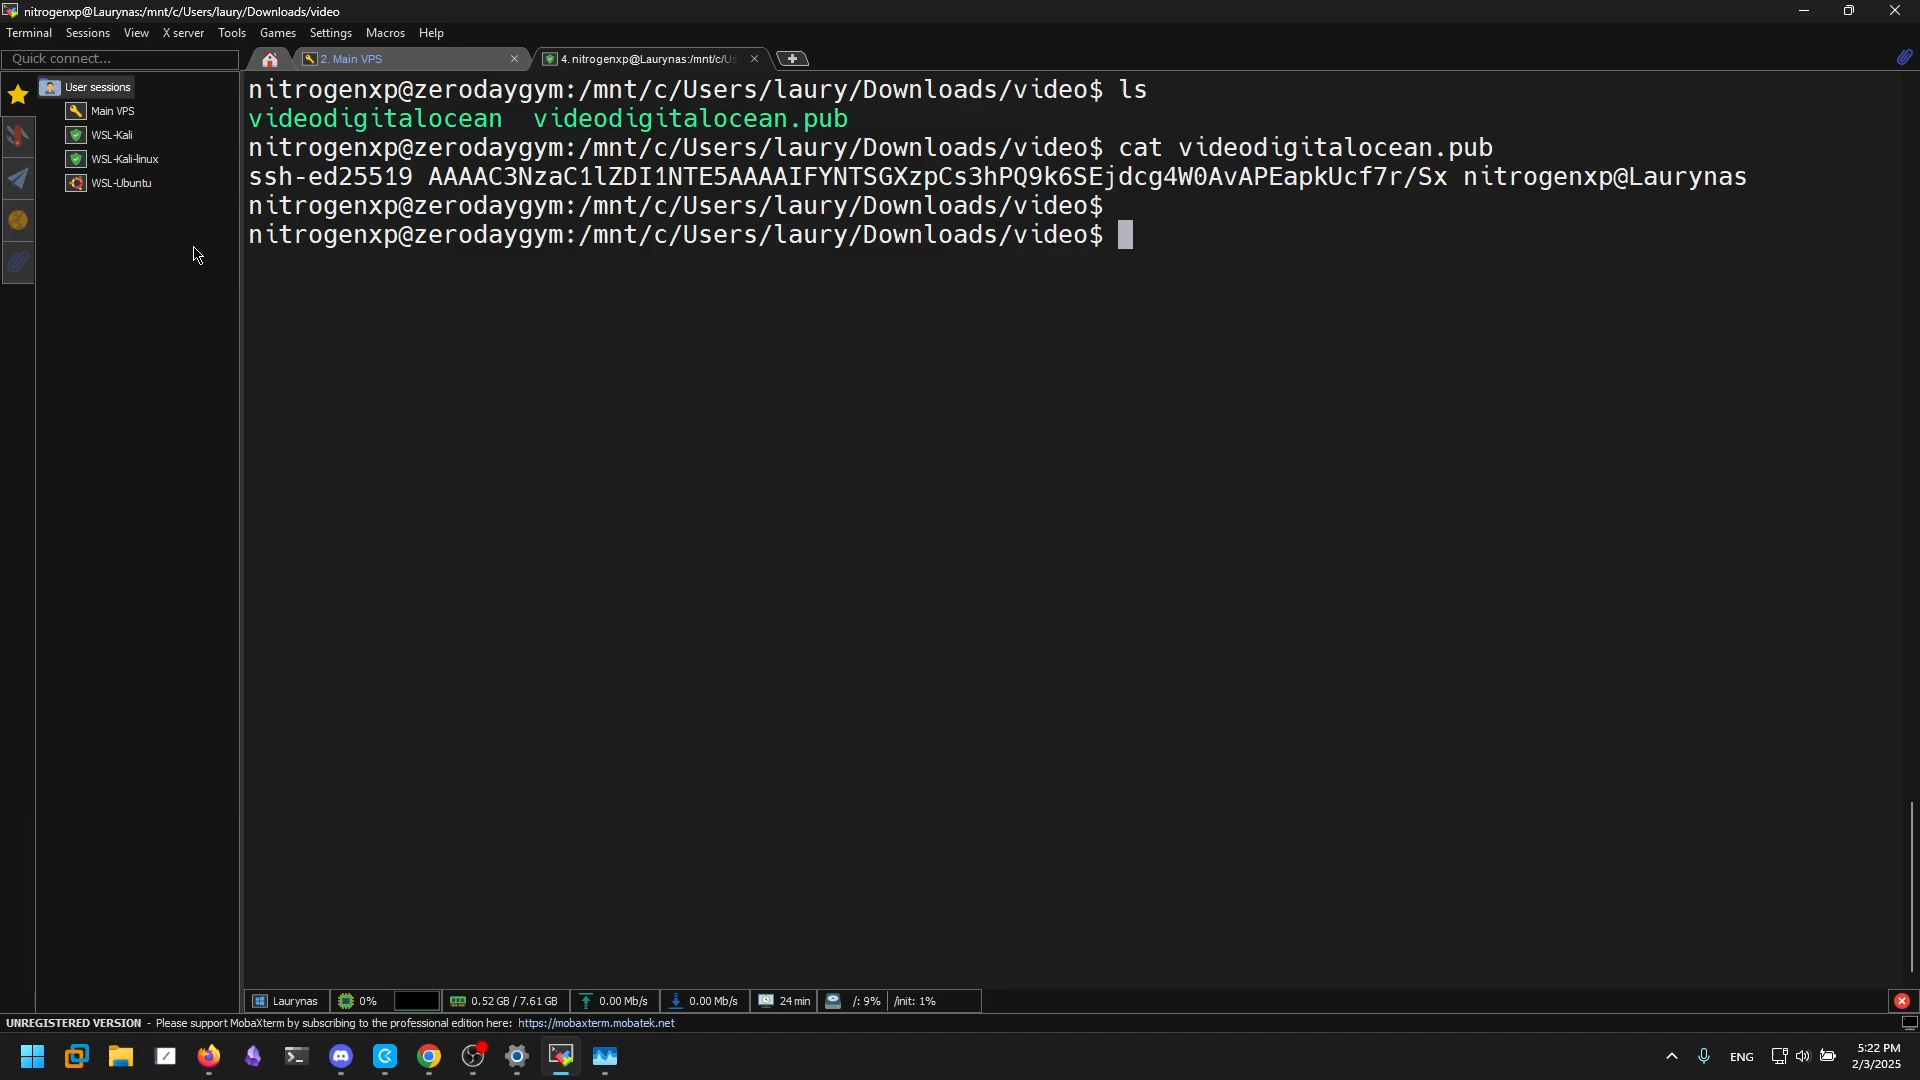 nitrogenxp@Laurynas:/mnt/c/Users/laury/Downloads/video
Terminal Sessions View X server Tools Games Settings Macros Help
Quick connect...
2. Main VPS
4. nitrogenxp@Laurynas:/mnt/c/Us
User sessions
Main VPS
WSL-Kali
WSL-Kali-linux
WSL-Ubuntu
nitrogenxp@zerodaygym:/mnt/c/Users/laury/Downloads/video$ ls
videodigitalocean videodigitalocean.pub
nitrogenxp@zerodaygym:/mnt/c/Users/laury/Downloads/video$ cat videodigitalocean.pub
ssh-ed25519 AAAAC3NzaC1lZDI1NTE5AAAAIFYNTSGXzpCs3hPQ9k6SEjdcg4W0AvAPEapkUcf7r/Sx nitrogenxp@Laurynas
nitrogenxp@zerodaygym:/mnt/c/Users/laury/Downloads/video$
nitrogenxp@zerodaygym:/mnt/c/Users/laury/Downloads/video$
Laurynas 0% 0.52 GB / 7.61 GB 0.00 Mb/s 0.00 Mb/s 24 min /: 9% /init: 1%
UNREGISTERED VERSION - Please support MobaXterm by subscribing to the professional edition here: https://mobaxterm.mobatek.net
ENG
5:22 PM
2/3/2025